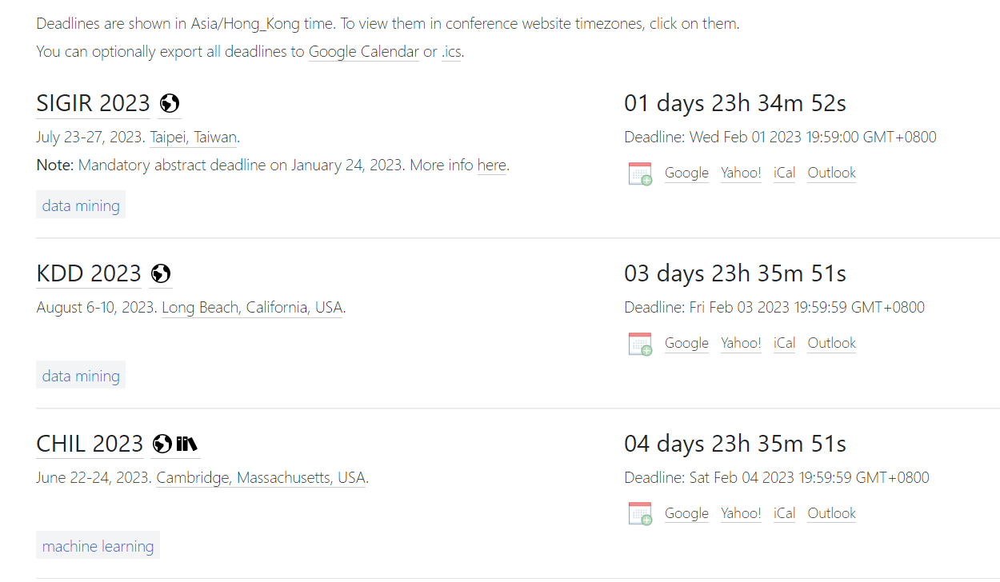 Deadlines are shown in Asia/Hong_Kong time. To view them in conference website timezones, click on them.
You can optionally export all deadlines to Google Calendar or .ics.
SIGIR 2023
01 days 23h 34m 52s
July 23-27, 2023. Taipei, Taiwan.
Deadline: Wed Feb 01 2023 19:59:00 GMT+0800
Note: Mandatory abstract deadline on January 24, 2023. More info here.
Google Yahoo! iCal Outlook
data mining
KDD 2023
03 days 23h 35m 51s
August 6-10, 2023. Long Beach, California, USA.
Deadline: Fri Feb 03 2023 19:59:59 GMT+0800
Google Yahoo! iCal Outlook
data mining
CHIL 2023
04 days 23h 35m 51s
June 22-24, 2023. Cambridge, Massachusetts, USA.
Deadline: Sat Feb 04 2023 19:59:59 GMT+0800
Google Yahoo! iCal Outlook
machine learning